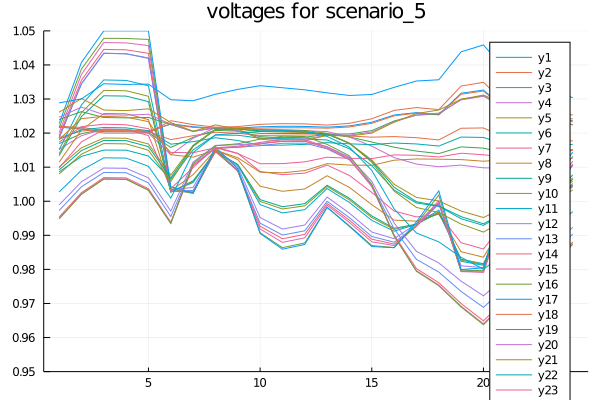 voltages for scenario_5
1.05
1.04
1.03
1.02
1.01
1.00
0.99
0.98
0.97
0.96
0.95
5
10
15
20
y1
y2
y3
y4
y5
y6
y7
y8
y9
y10
y11
y12
y13
y14
y15
y16
y17
y18
y19
y20
y21
y22
y23